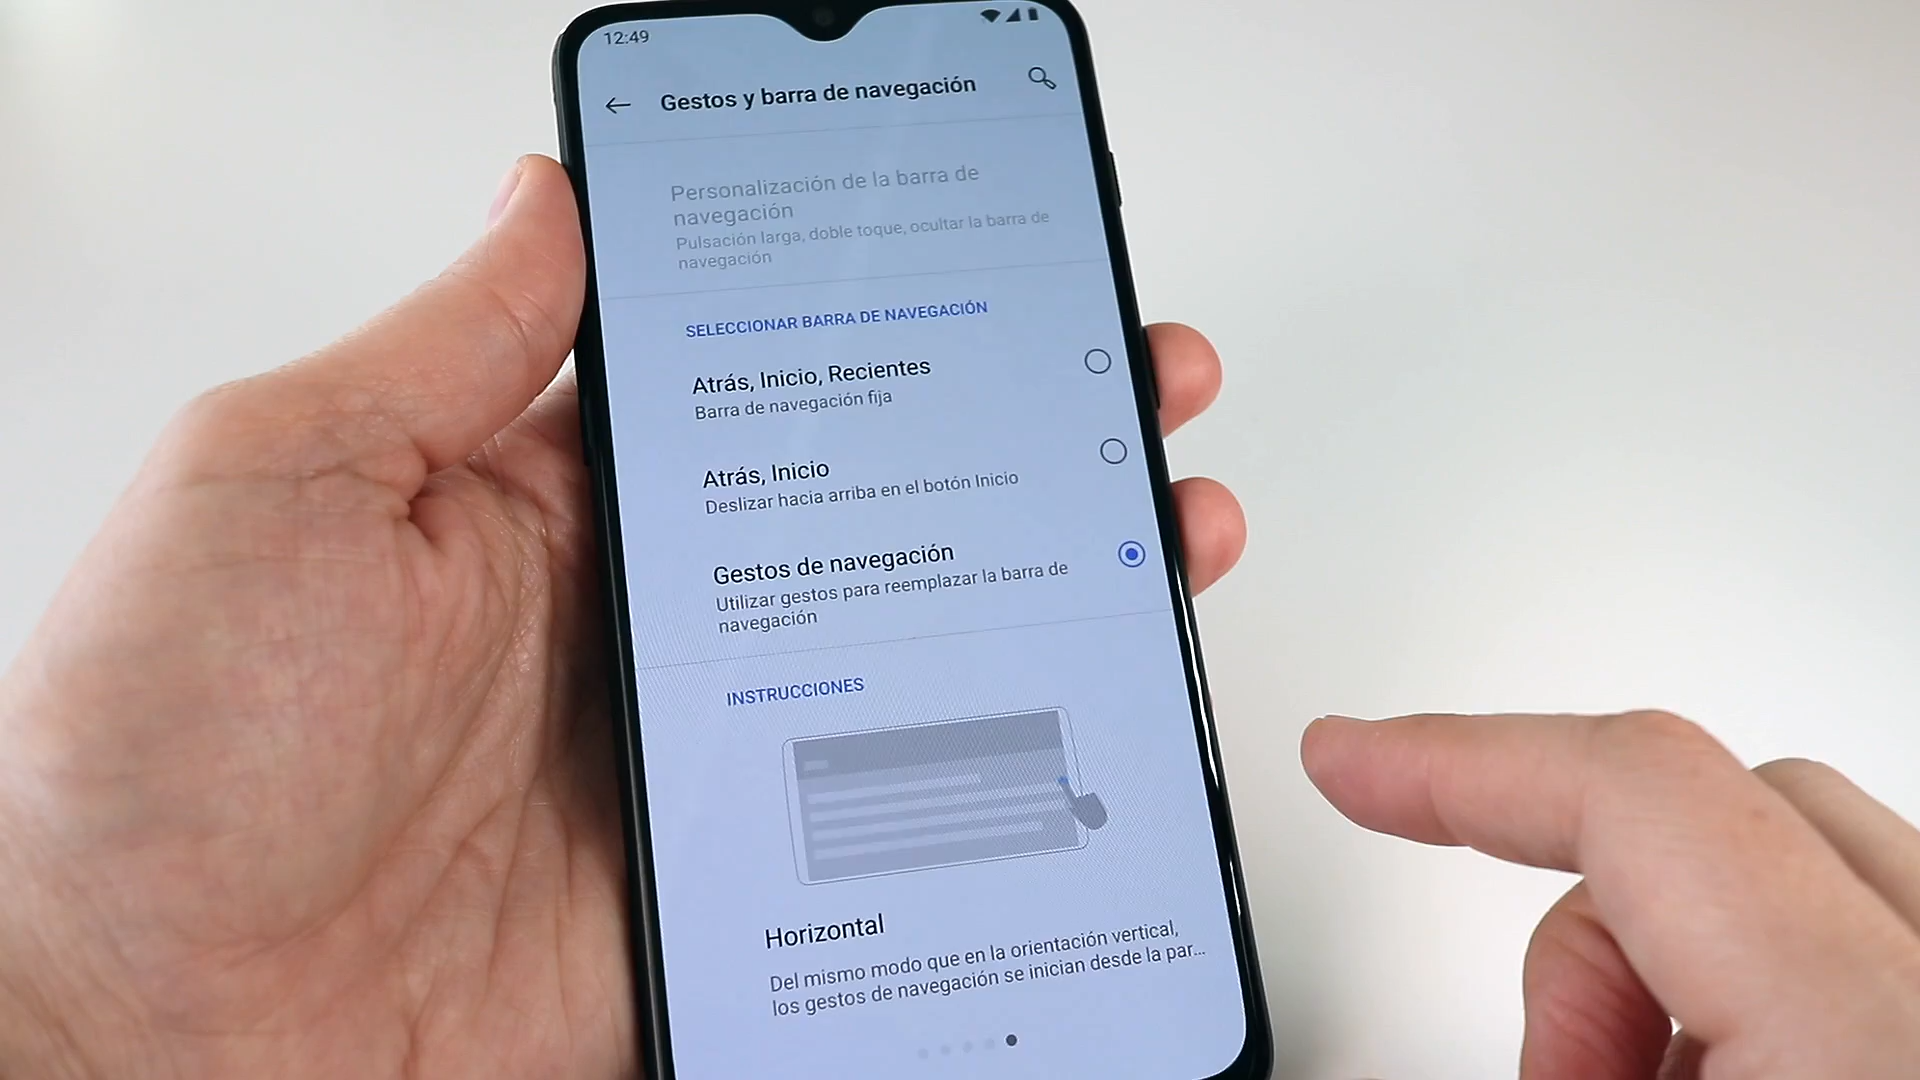 12:49
Gestos y barra de navegación
Personalización de la barra de
navegación
Pulsación larga, doble toque, ocultar la barra de
navegación
SELECCIONAR BARRA DE NAVEGACIÓN
Atrás, Inicio, Recientes
Barra de navegación fija
Atrás, Inicio
Deslizar hacia arriba en el botón Inicio
Gestos de navegación
Utilizar gestos para reemplazar la barra de
navegación
INSTRUCCIONES
Horizontal
Del mismo modo que en la orientación vertical,
los gestos de navegación se inician desde la par...